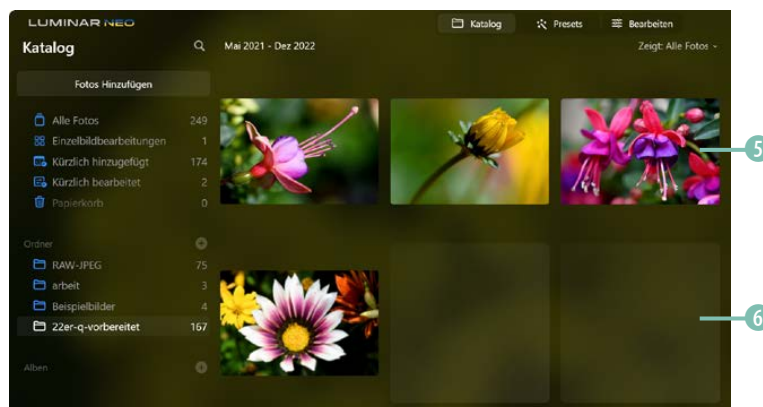 LUMINAR NEO
Katalog
Presets
Bearbeiten
Katalog
Mai 2021 - Dez 2022
Zeigt: Alle Fotos
Fotos Hinzufügen
Alle Fotos 249
Einzelbildbearbeitungen 1
Kürzlich hinzugefügt 174
Kürzlich bearbeitet 2
Papierkorb 0
Ordner
RAW-JPEG 75
arbeit 3
Beispielbilder 4
22er-q-vorbereitet 167
Alben
5
6